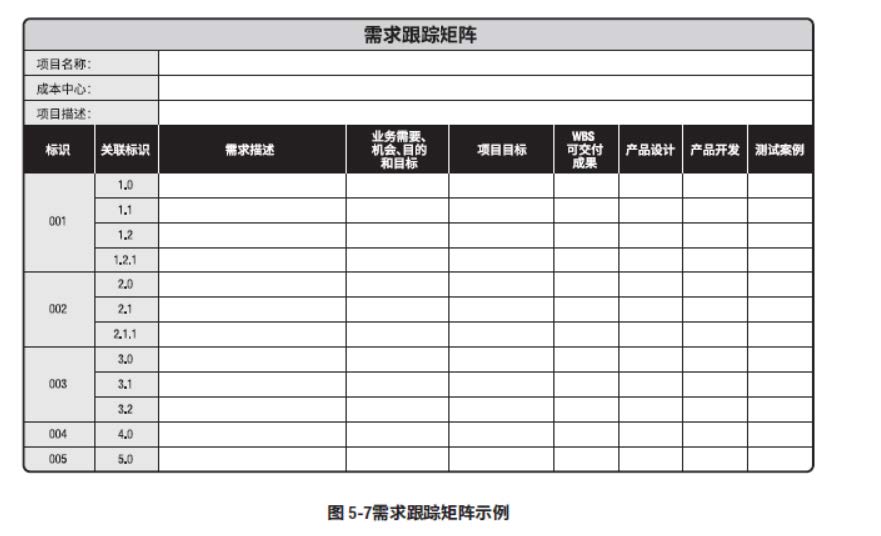 需求跟踪矩阵
项目名称：
成本中心：
项目描述：
标识 关联标识 需求描述 业务需要、机会、目的和目标 项目目标 WBS可交付成果 产品设计 产品开发 测试案例
001 1.0
1.1
1.2
1.2.1
002 2.0
2.1
2.1.1
003 3.0
3.1
3.2
004 4.0
005 5.0
图 5-7需求跟踪矩阵示例